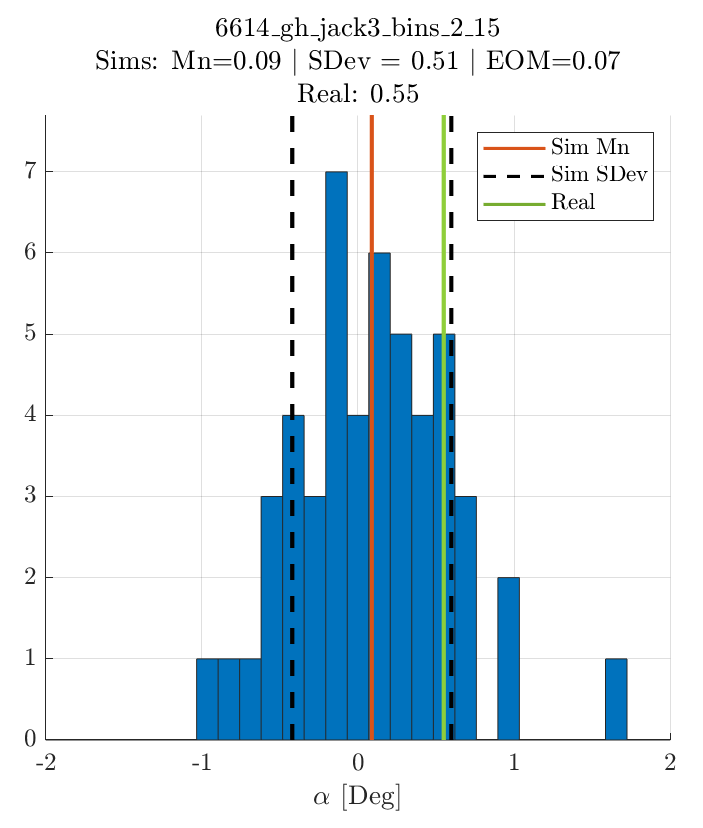 6614_gh_jack3_bins_2_15
Sims: Mn=0.09 | SDev = 0.51 | EOM=0.07
Real: 0.55
Sim Mn
Sim SDev
Real
7
6
5
4
3
2
1
0
-2
-1
0
1
2
α [Deg]